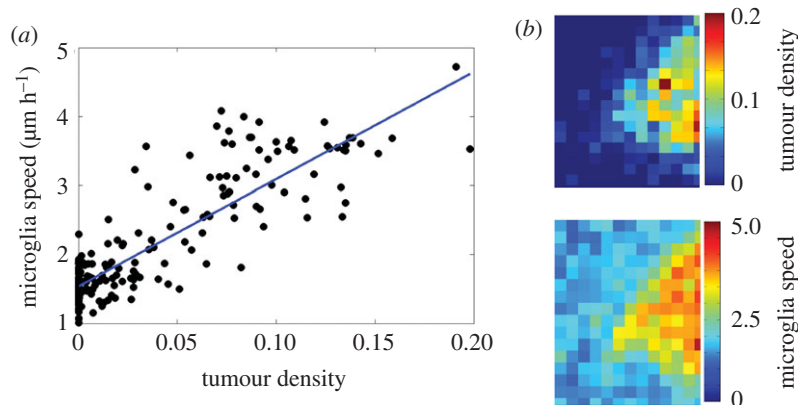 (a)
5
4
3
2
1
microglia speed (μm h⁻¹)
0
0.05
0.10
0.15
0.20
tumour density
(b)
0.2
0.1
0
tumour density
5.0
2.5
0
microglia speed